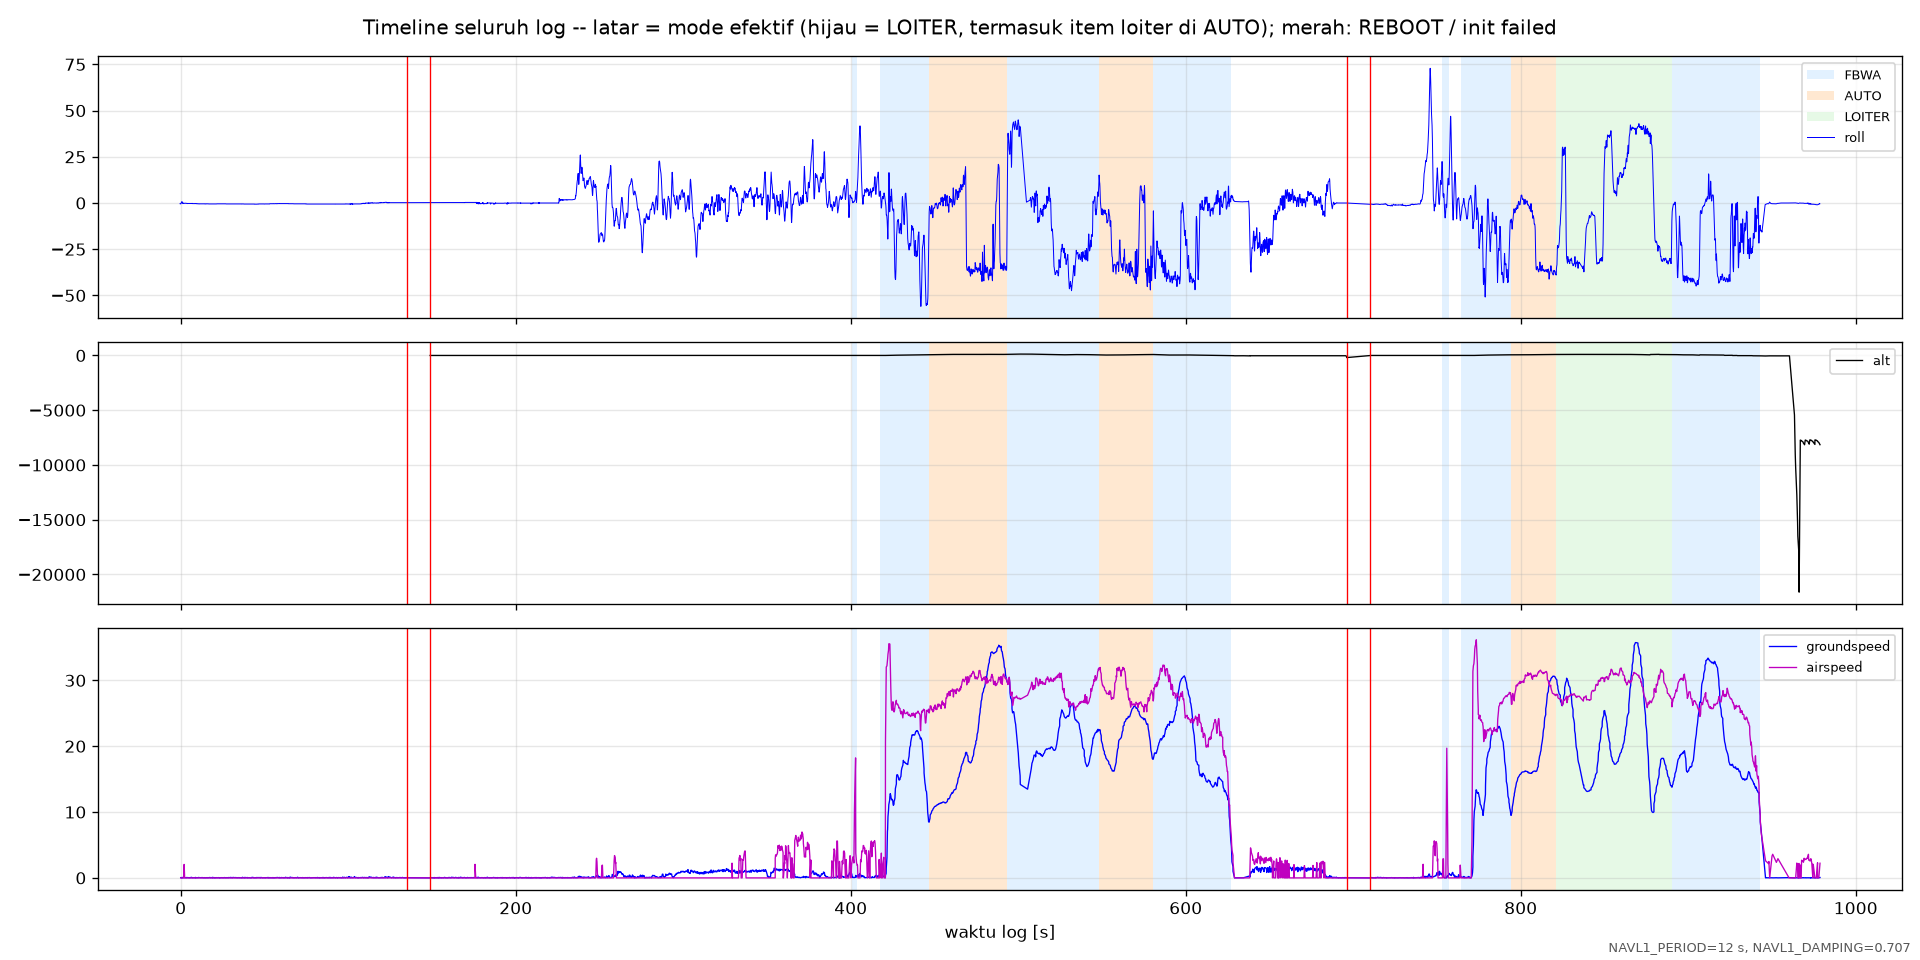 Timeline seluruh log -- latar = mode efektif (hijau = LOITER, termasuk item loiter di AUTO); merah: REBOOT / init failed
75
50
25
0
−25
−50
FBWA
AUTO
LOITER
roll
0
−5000
−10000
−15000
−20000
alt
30
20
10
0
groundspeed
airspeed
0 200 400 600 800 1000
waktu log [s]
NAVL1_PERIOD=12 s, NAVL1_DAMPING=0.707